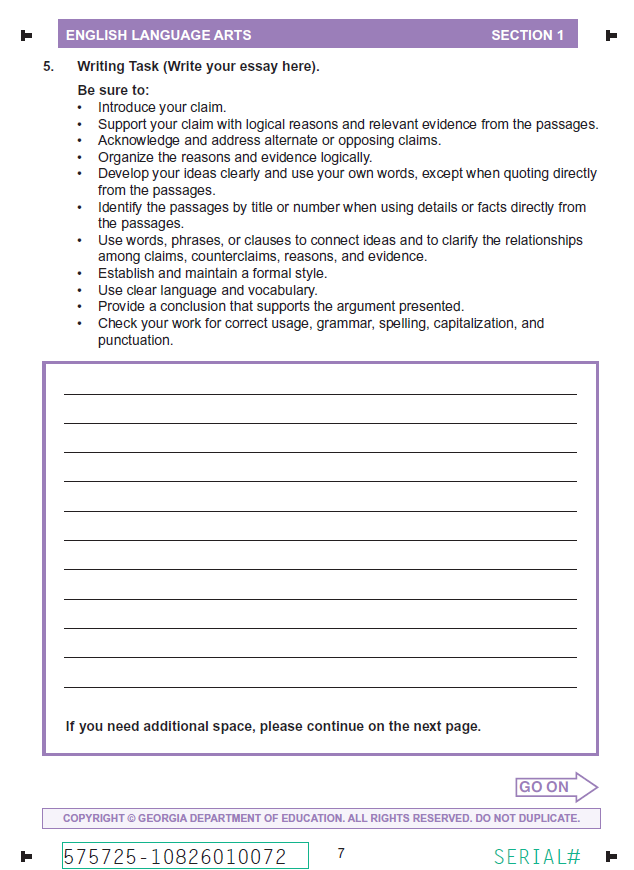 ENGLISH LANGUAGE ARTS SECTION 1
5. Writing Task (Write your essay here).
Be sure to:
• Introduce your claim.
• Support your claim with logical reasons and relevant evidence from the passages.
• Acknowledge and address alternate or opposing claims.
• Organize the reasons and evidence logically.
• Develop your ideas clearly and use your own words, except when quoting directly
from the passages.
• Identify the passages by title or number when using details or facts directly from
the passages.
• Use words, phrases, or clauses to connect ideas and to clarify the relationships
among claims, counterclaims, reasons, and evidence.
• Establish and maintain a formal style.
• Use clear language and vocabulary.
• Provide a conclusion that supports the argument presented.
• Check your work for correct usage, grammar, spelling, capitalization, and
punctuation.
If you need additional space, please continue on the next page.
GO ON
COPYRIGHT © GEORGIA DEPARTMENT OF EDUCATION. ALL RIGHTS RESERVED. DO NOT DUPLICATE.
575725-10826010072 7 SERIAL#